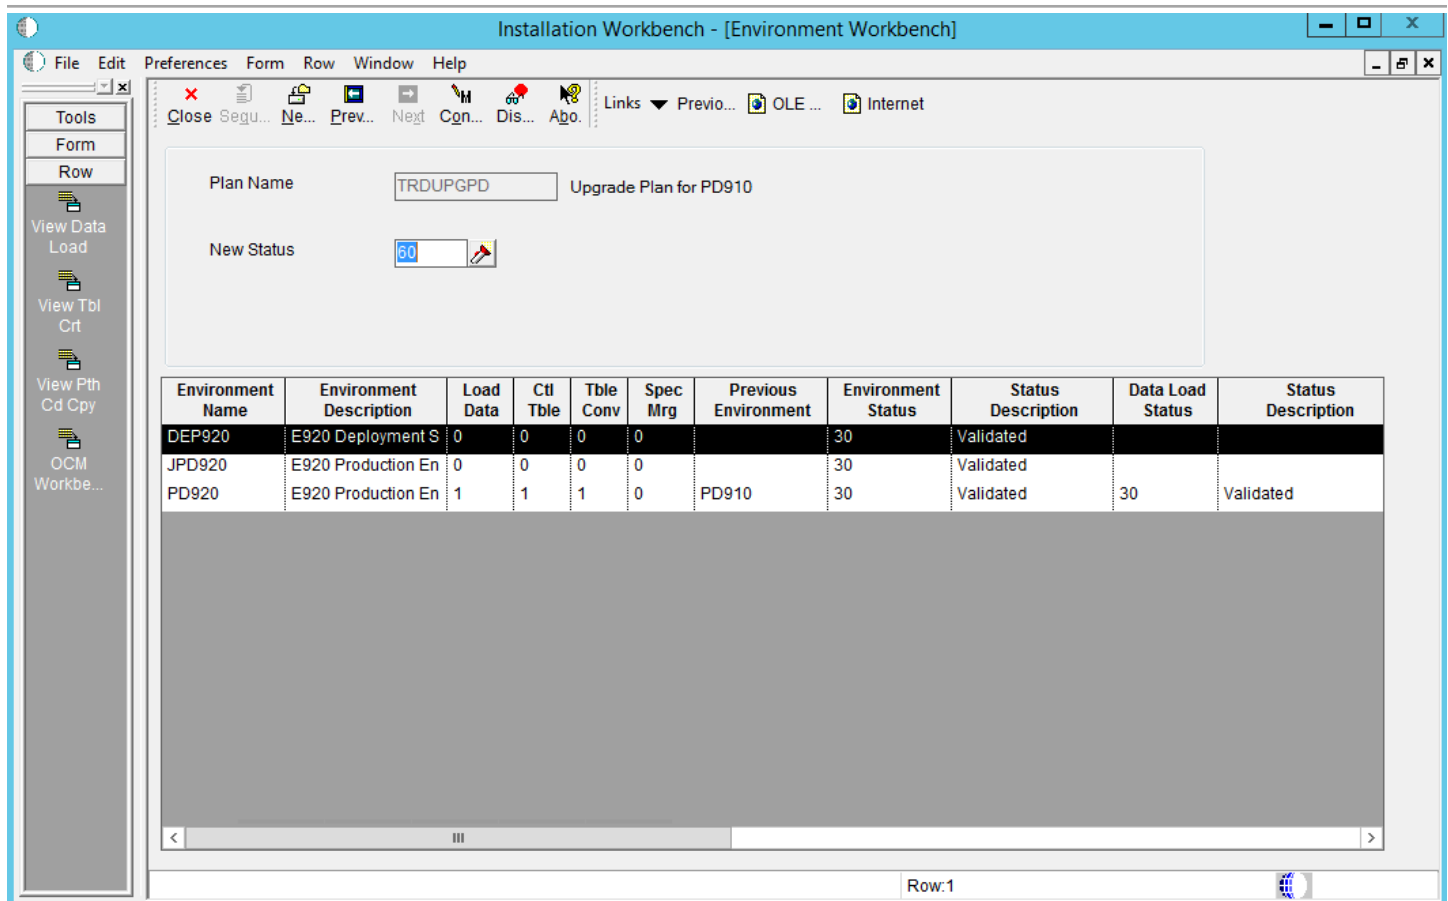 Installation Workbench - [Environment Workbench]
File Edit Preferences Form Row Window Help
Close Sequ... Ne... Prev... Next Con... Dis... Abo. Links Previo... OLE ... Internet
Tools
Form
Row
View Data
Load
View Tbl
Crt
View Pth
Cd Cpy
OCM
Workbe...
Plan Name TRDUPGPD Upgrade Plan for PD910
New Status 60
Environment Environment Load Ctl Tble Spec Previous Environment Status Data Load Status
Name Description Data Tble Conv Mrg Environment Status Description Status Description
DEP920 E920 Deployment S 0 0 0 0 30 Validated
JPD920 E920 Production En 0 0 0 0 30 Validated
PD920 E920 Production En 1 1 1 0 PD910 30 Validated 30 Validated
Row:1